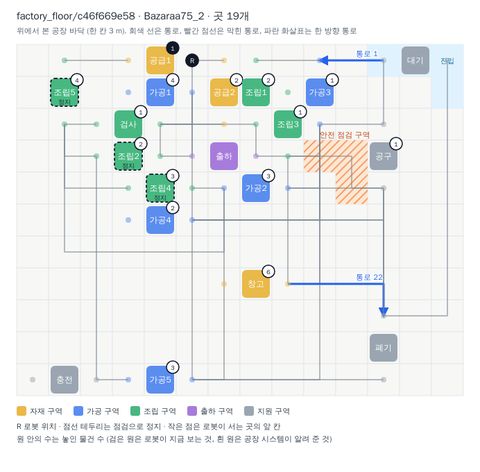 factory_floor/c46f669e58 · Bazaraa75_2 · 곳 19개
위에서 본 공장 바닥 (한 칸 3 m). 회색 선은 통로, 빨간 점선은 막힌 통로, 파란 화살표는 한 방향 통로
공급1 1 R 통로 1 대기 진입
조립5 4 정지 가공1 4 공급2 2 조립1 2 가공3 1
검사 1 조립3 1 안전 점검 구역
조립2 2 정지 출하 공구 1
조립4 3 정지 가공2 3
가공4 2
창고 6 통로 22
폐기
충전 가공5 3
자재 구역 가공 구역 조립 구역 출하 구역 지원 구역
R 로봇 위치 · 점선 테두리는 점검으로 정지 · 작은 점은 로봇이 서는 곳의 앞 칸
원 안의 수는 놓인 물건 수 (검은 원은 로봇이 지금 보는 것, 흰 원은 공장 시스템이 알려 준 것)